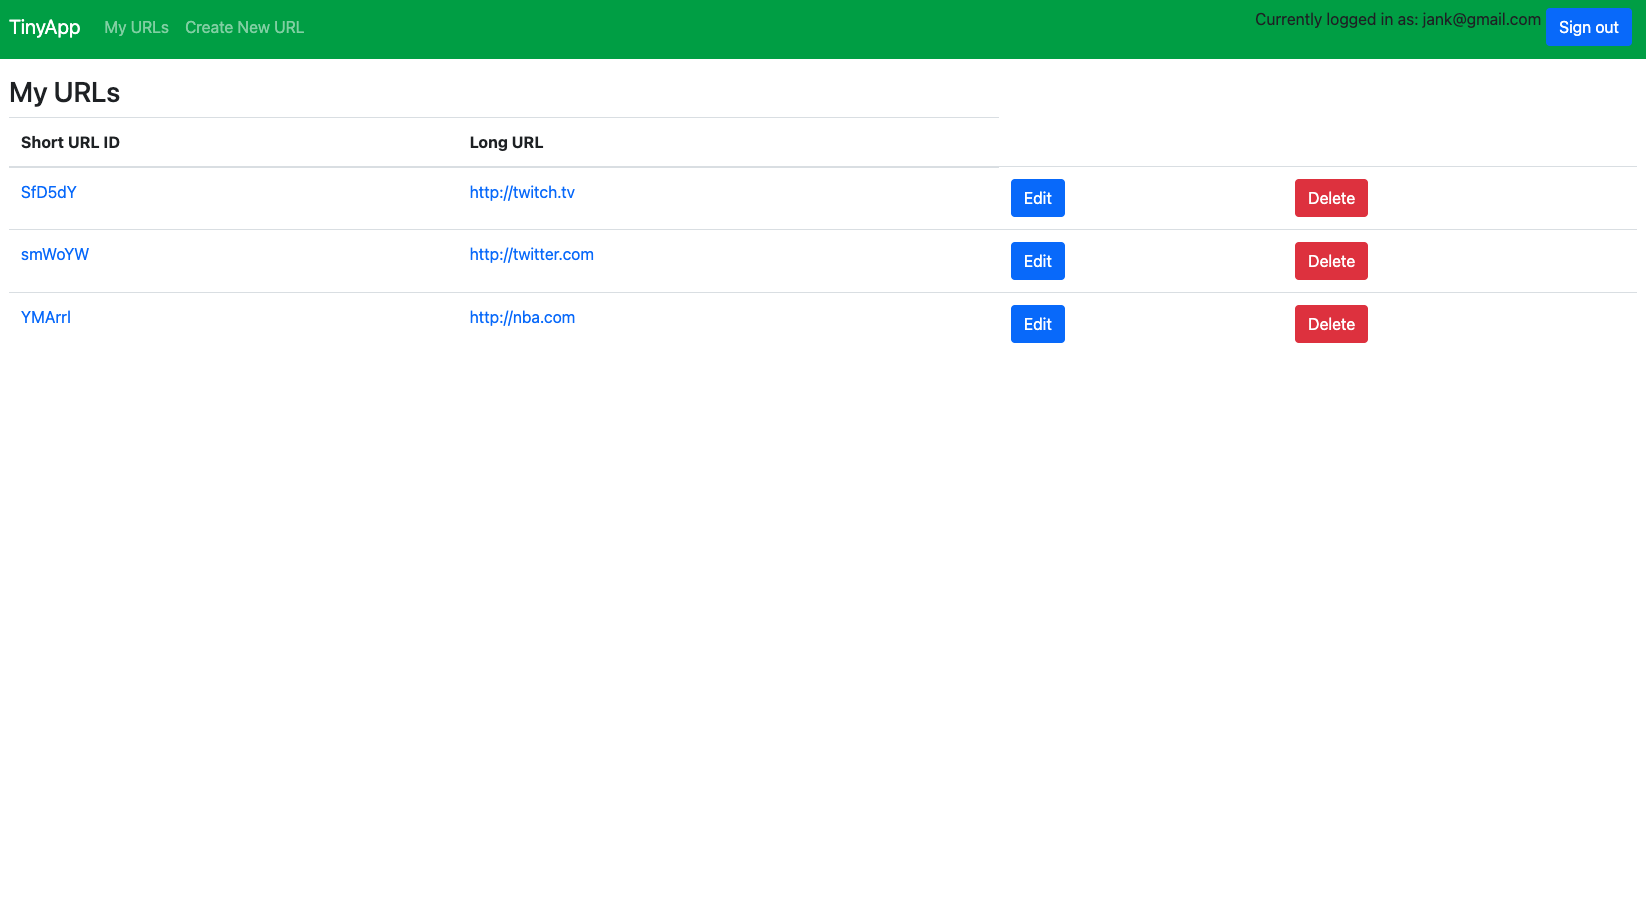 TinyApp My URLs Create New URL Currently logged in as: jank@gmail.com Sign out
My URLs
Short URL ID Long URL
SfD5dY http://twitch.tv Edit Delete
smWoYW http://twitter.com Edit Delete
YMArrI http://nba.com Edit Delete